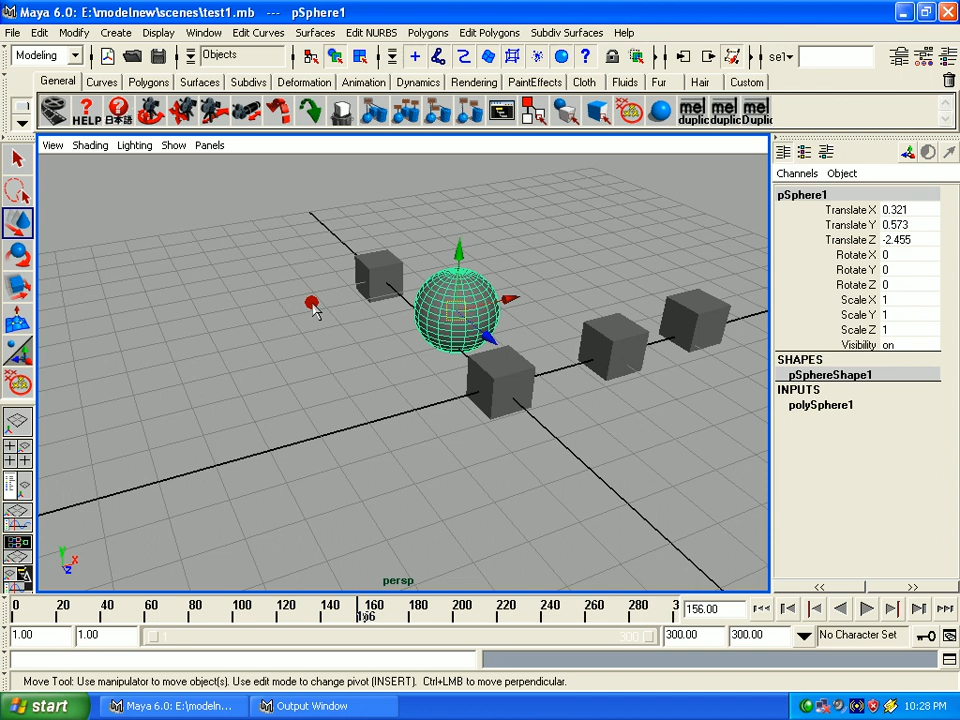 Maya 6.0: E:\modelnew\scenes\test1.mb --- pSphere1
File Edit Modify Create Display Window Edit Curves Surfaces Edit NURBS Polygons Edit Polygons Subdiv Surfaces Help
Modeling Objects sel
General Curves Polygons Surfaces Subdivs Deformation Animation Dynamics Rendering PaintEffects Cloth Fluids Fur Hair Custom
HELP 日本語 mel duplic mel duplic mel Duplic
View Shading Lighting Show Panels
Channels Object
pSphere1
Translate X 0.321
Translate Y 0.573
Translate Z -2.455
Rotate X 0
Rotate Y 0
Rotate Z 0
Scale X 1
Scale Y 1
Scale Z 1
Visibility on
SHAPES
pSphereShape1
INPUTS
polySphere1
y x z
persp
0 20 40 60 80 100 120 140 160 180 200 220 240 260 280 3 156.00
1.00 1.00 1 300 300.00 300.00 No Character Set
Move Tool: Use manipulator to move object(s). Use edit mode to change pivot (INSERT). Ctrl+LMB to move perpendicular.
start Maya 6.0: E:\modeln... Output Window 10:28 PM